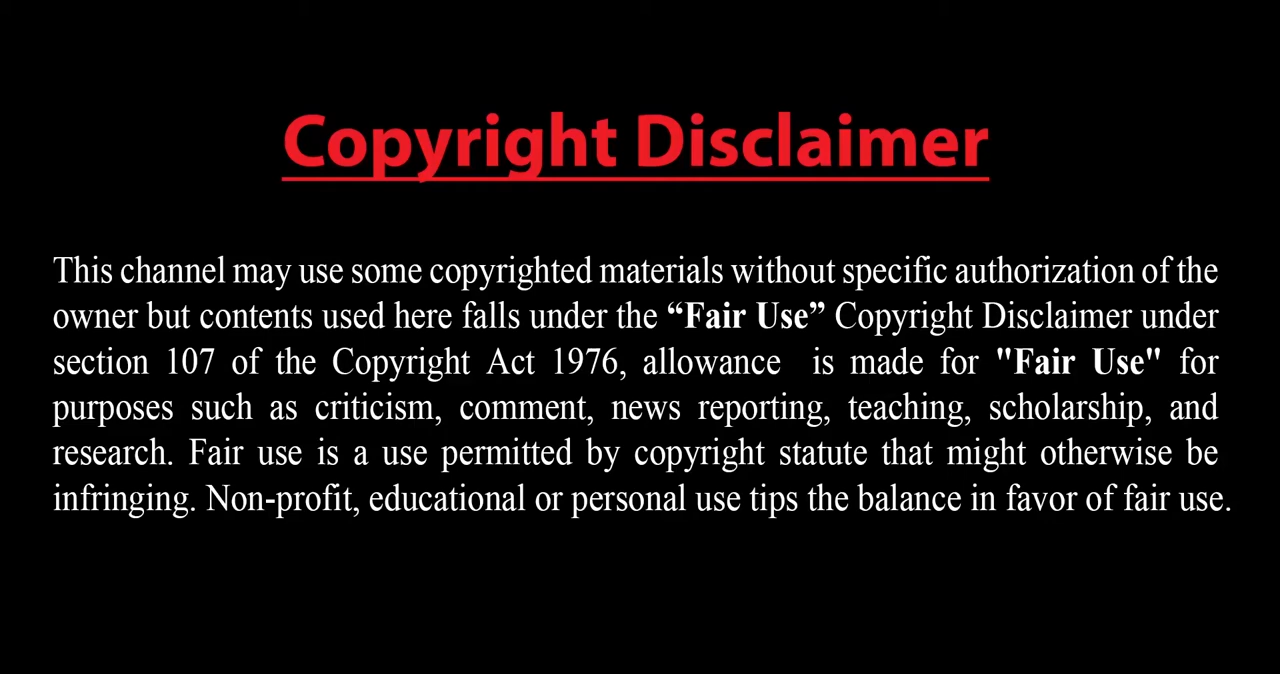 Copyright Disclaimer
This channel may use some copyrighted materials without specific authorization of the
owner but contents used here falls under the “Fair Use” Copyright Disclaimer under
section 107 of the Copyright Act 1976, allowance  is made for "Fair Use" for
purposes such as criticism, comment, news reporting, teaching, scholarship, and
research. Fair use is a use permitted by copyright statute that might otherwise be
infringing. Non-profit, educational or personal use tips the balance in favor of fair use.